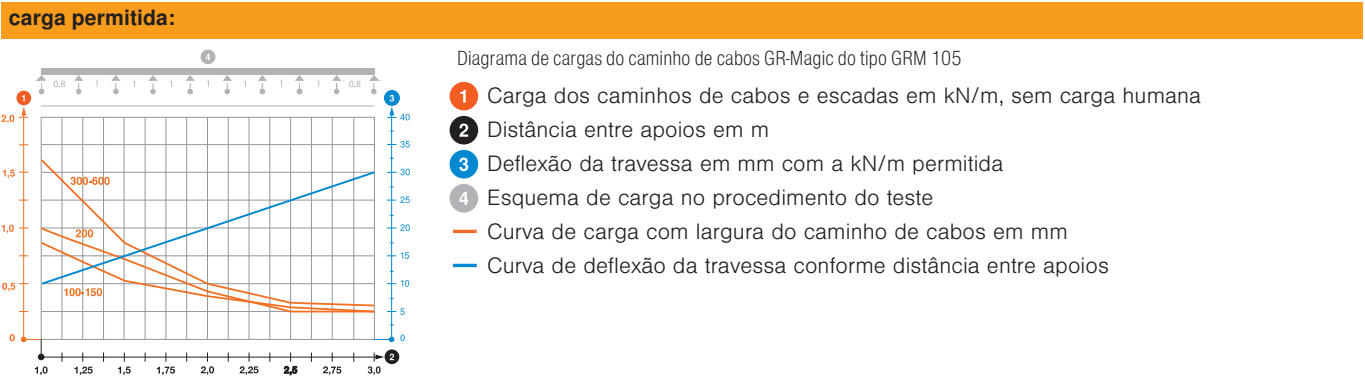 carga permitida:
Diagrama de cargas do caminho de cabos GR-Magic do tipo GRM 105
1 Carga dos caminhos de cabos e escadas em kN/m, sem carga humana
2 Distância entre apoios em m
3 Deflexão da travessa em mm com a kN/m permitida
4 Esquema de carga no procedimento do teste
Curva de carga com largura do caminho de cabos em mm
Curva de deflexão da travessa conforme distância entre apoios
4
0,8 1 1 1 1 1 1 1 0,8
1 3
2,0 40
35
1,5 30
300-600
25
1,0 20
200
15
0,5 10
100-150
5
0 0
2
1,0 1,25 1,5 1,75 2,0 2,25 2,5 2,75 3,0